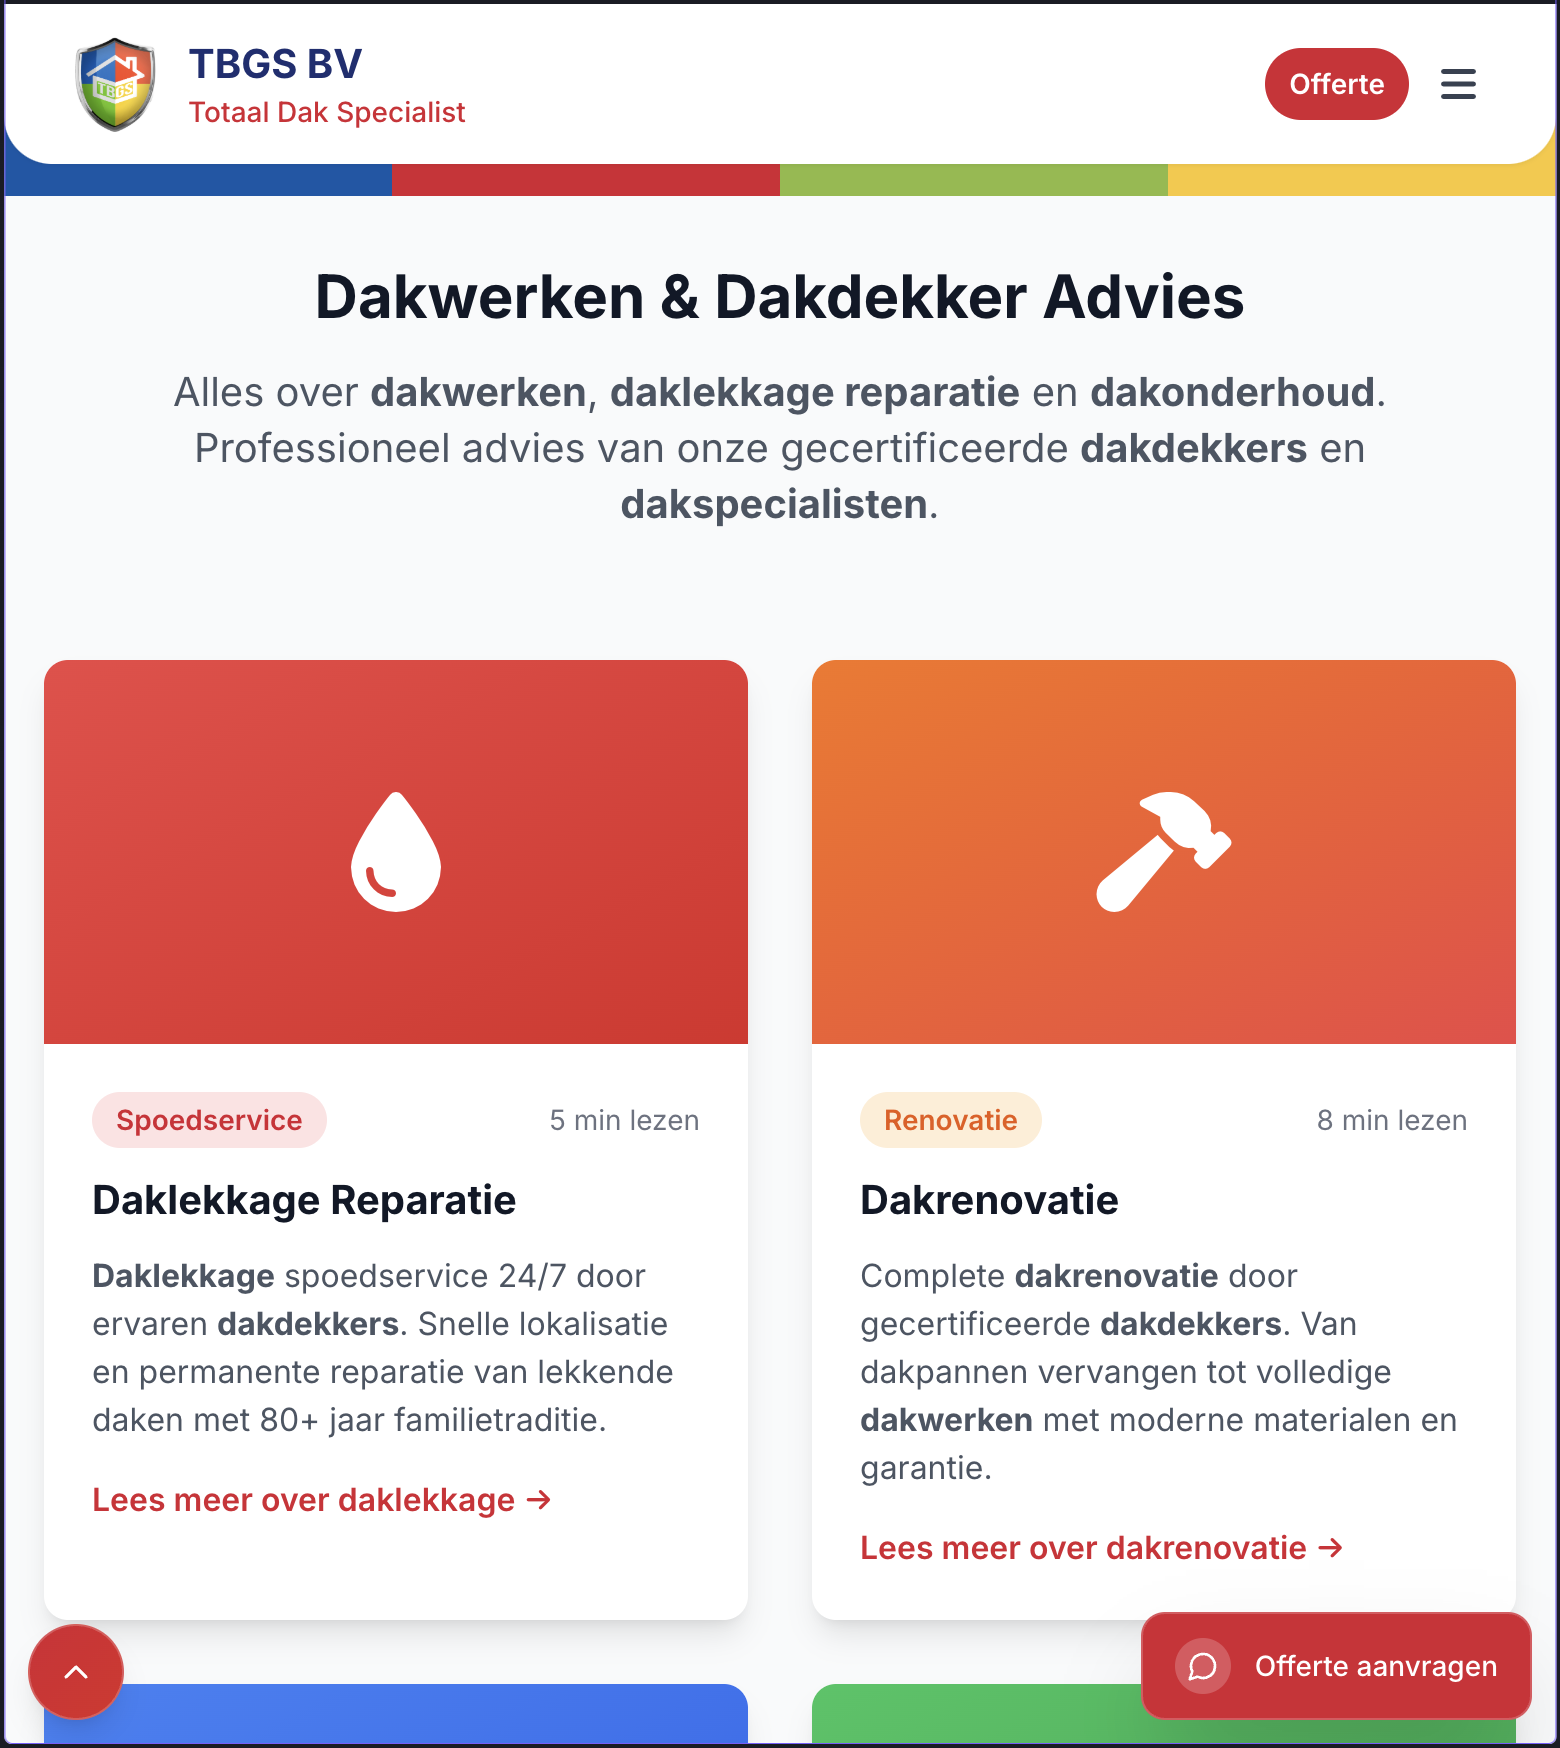 TBGS
TBGS BV
Totaal Dak Specialist
Offerte
Dakwerken & Dakdekker Advies
Alles over dakwerken, daklekkage reparatie en dakonderhoud.
Professioneel advies van onze gecertificeerde dakdekkers en
dakspecialisten.
Spoedservice
5 min lezen
Daklekkage Reparatie
Daklekkage spoedservice 24/7 door
ervaren dakdekkers. Snelle lokalisatie
en permanente reparatie van lekkende
daken met 80+ jaar familietraditie.
Lees meer over daklekkage →
Renovatie
8 min lezen
Dakrenovatie
Complete dakrenovatie door
gecertificeerde dakdekkers. Van
dakpannen vervangen tot volledige
dakwerken met moderne materialen en
garantie.
Lees meer over dakrenovatie →
Offerte aanvragen